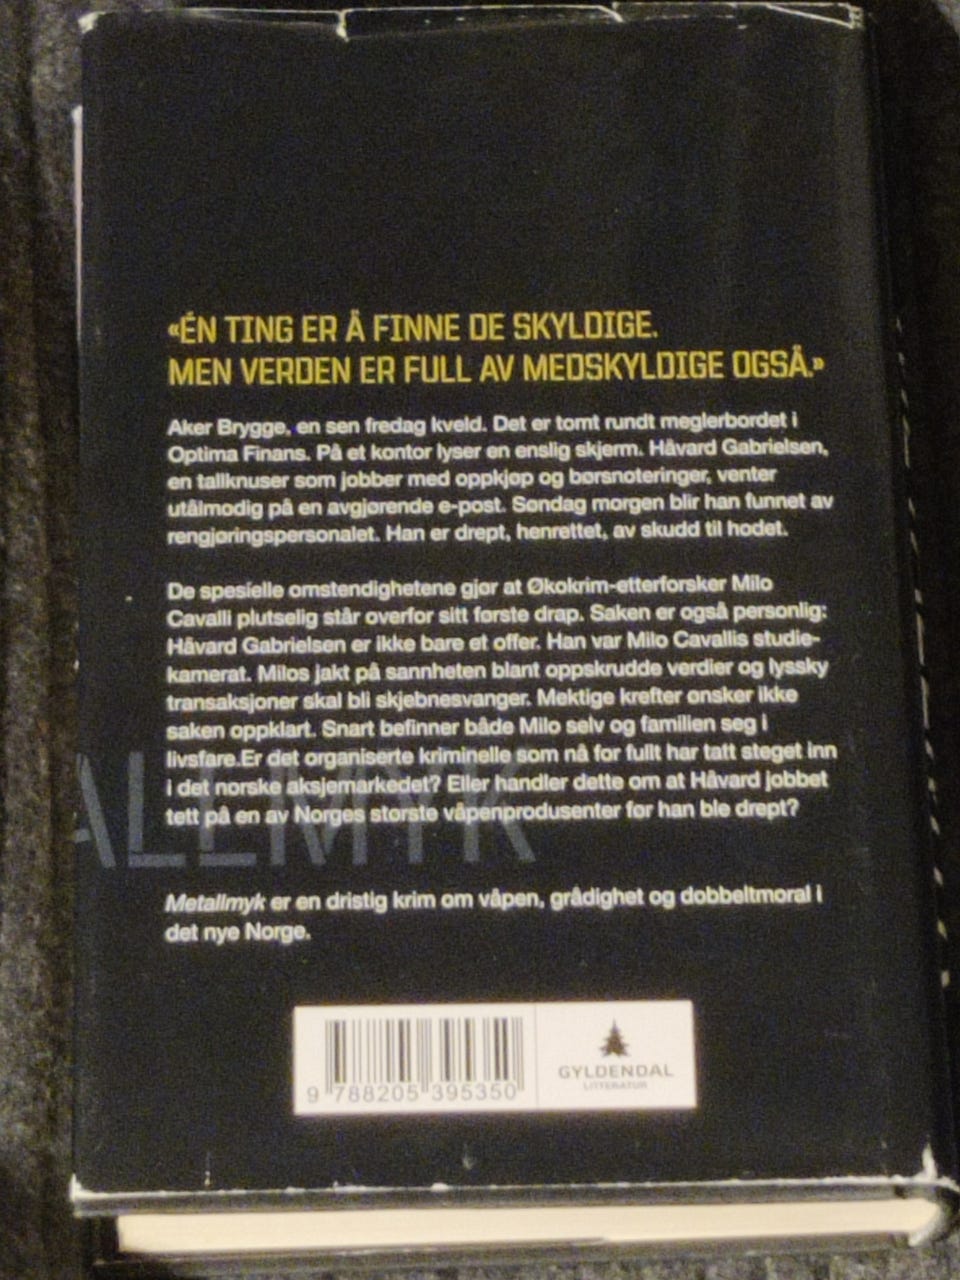 «ÉN TING ER Å FINNE DE SKYLDIGE.
MEN VERDEN ER FULL AV MEDSKYLDIGE OGSÅ.»
Aker Brygge, en sen fredag kveld. Det er tomt rundt meglerbordet i
Optima Finans. På et kontor lyser en enslig skjerm. Håvard Gabrielsen,
en tallknuser som jobber med oppkjøp og børsnoteringer, venter
utålmodig på en avgjørende e-post. Søndag morgen blir han funnet av
rengjøringspersonalet. Han er drept, henrettet, av skudd til hodet.
De spesielle omstendighetene gjør at Økokrim-etterforsker Milo
Cavalli plutselig står overfor sitt første drap. Saken er også personlig:
Håvard Gabrielsen er ikke bare et offer. Han var Milo Cavallis studie-
kamerat. Milos jakt på sannheten blant oppskrudde verdier og lyssky
transaksjoner skal bli skjebnesvanger. Mektige krefter ønsker ikke
saken oppklart. Snart befinner både Milo selv og familien seg i
livsfare.Er det organiserte kriminelle som nå for fullt har tatt steget inn
i det norske aksjemarkedet? Eller handler dette om at Håvard jobbet
tett på en av Norges største våpenprodusenter før han ble drept?
ALLMYK
Metallmyk er en dristig krim om våpen, grådighet og dobbeltmoral i
det nye Norge.
9 788205 395350
GYLDENDAL
LITTERATUR